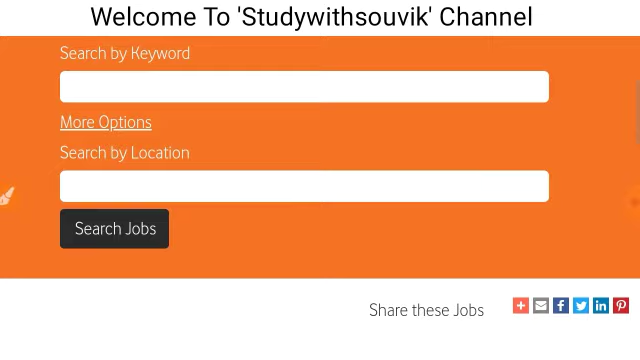 Welcome To 'Studywithsouvik' Channel
Search by Keyword
More Options
Search by Location
Search Jobs
Share these Jobs